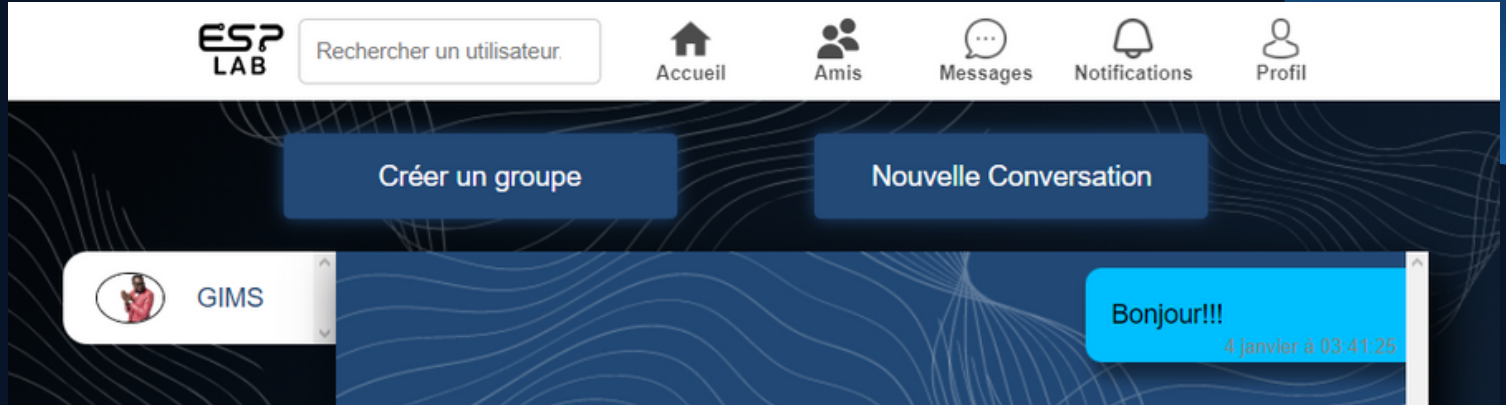 ESP
LAB
Rechercher un utilisateur.
Accueil
Amis
Messages
Notifications
Profil
Créer un groupe
Nouvelle Conversation
GIMS
Bonjour!!!
4 janvier à 03:41:25